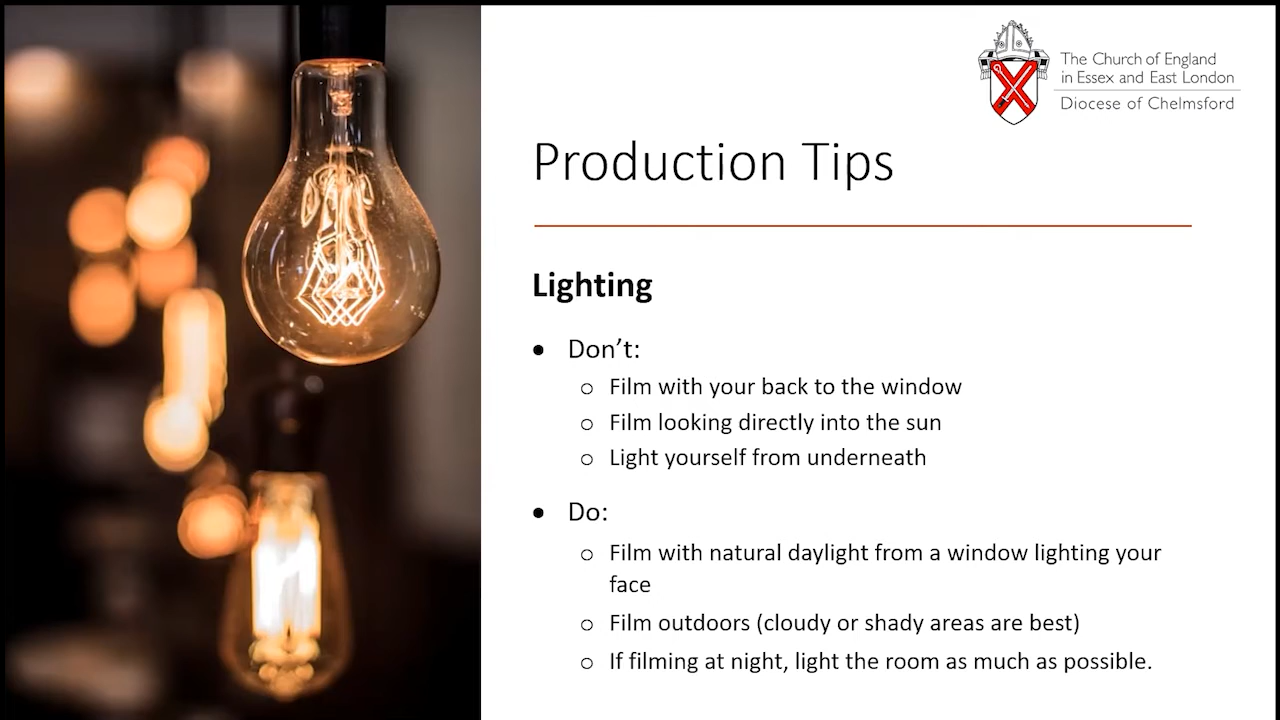 The Church of England
in Essex and East London
Diocese of Chelmsford
Production Tips
Lighting
• Don’t:
o Film with your back to the window
o Film looking directly into the sun
o Light yourself from underneath
• Do:
o Film with natural daylight from a window lighting your
face
o Film outdoors (cloudy or shady areas are best)
o If filming at night, light the room as much as possible.